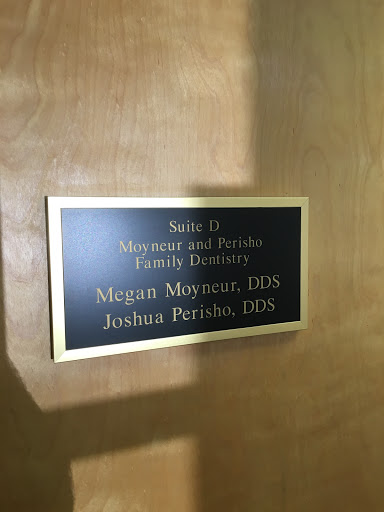 Suite D
Moyneur and Perisho
Family Dentistry
Megan Moyneur, DDS
Joshua Perisho, DDS